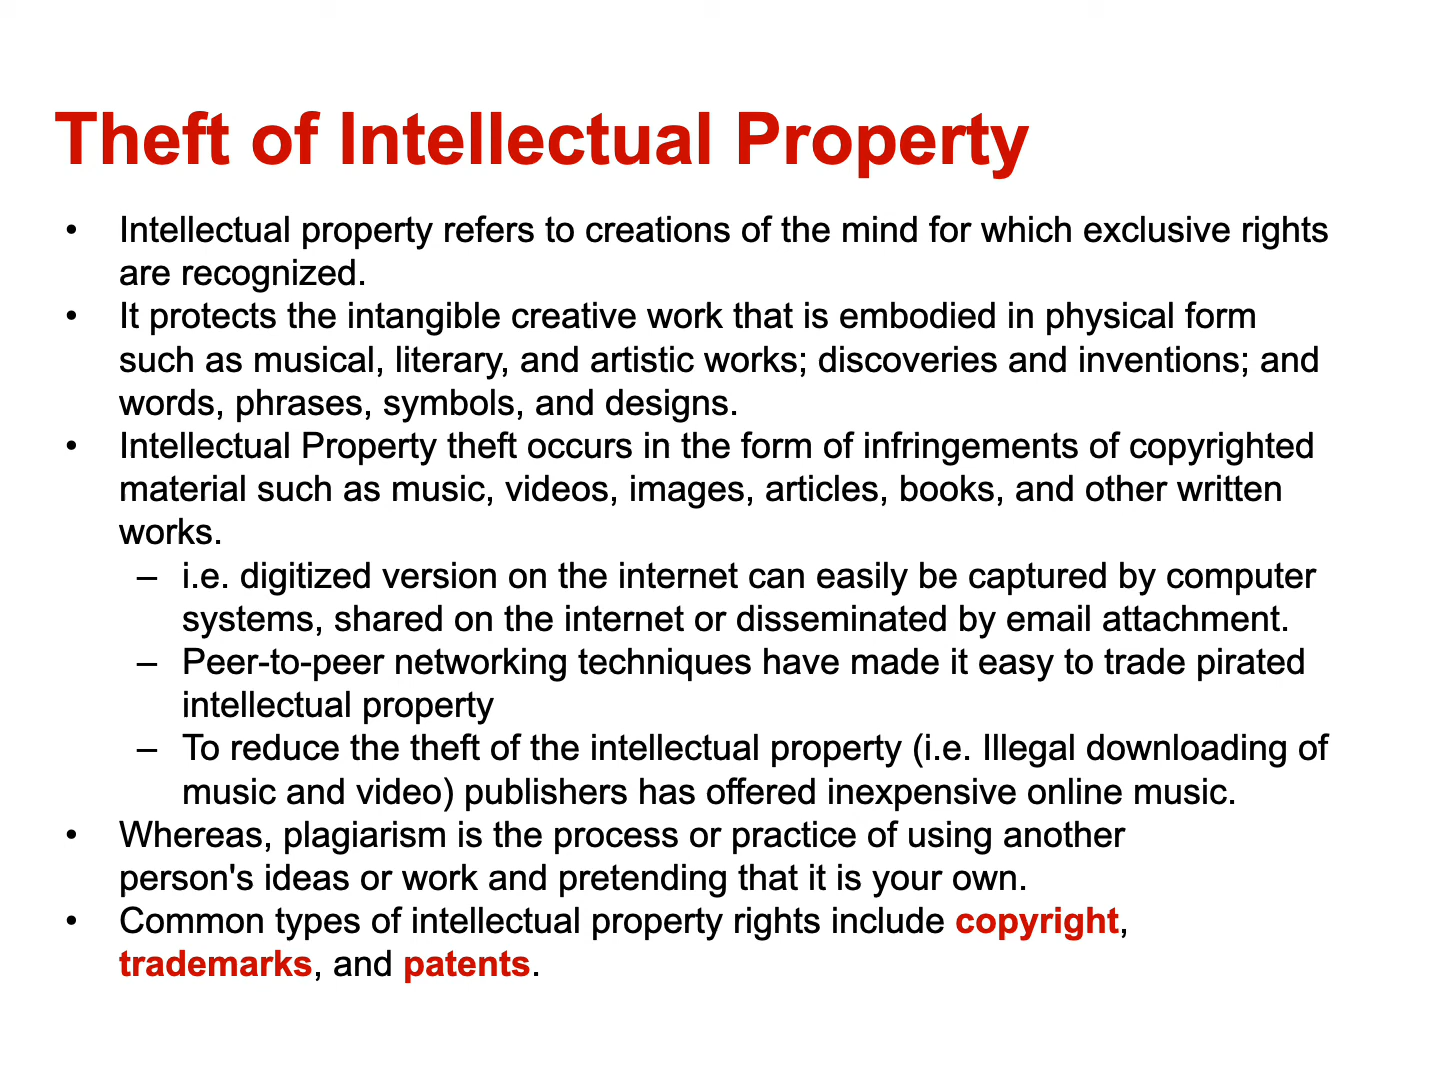 Theft of Intellectual Property
• Intellectual property refers to creations of the mind for which exclusive rights
are recognized.
• It protects the intangible creative work that is embodied in physical form
such as musical, literary, and artistic works; discoveries and inventions; and
words, phrases, symbols, and designs.
• Intellectual Property theft occurs in the form of infringements of copyrighted
material such as music, videos, images, articles, books, and other written
works.
– i.e. digitized version on the internet can easily be captured by computer
systems, shared on the internet or disseminated by email attachment.
– Peer-to-peer networking techniques have made it easy to trade pirated
intellectual property
– To reduce the theft of the intellectual property (i.e. Illegal downloading of
music and video) publishers has offered inexpensive online music.
• Whereas, plagiarism is the process or practice of using another
person's ideas or work and pretending that it is your own.
• Common types of intellectual property rights include copyright,
trademarks, and patents.